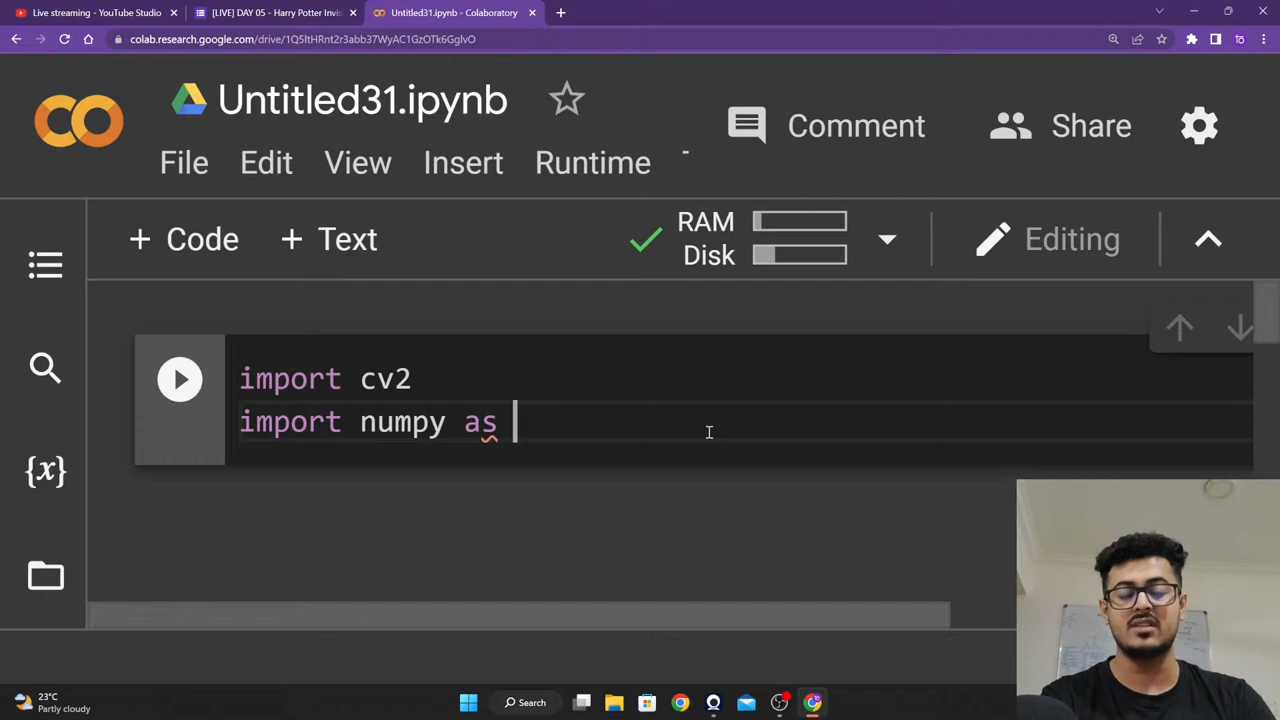 Live streaming - YouTube Studio
[LIVE] DAY 05 - Harry Potter Invis
Untitled31.ipynb - Colaboratory
colab.research.google.com/drive/1Q5ltHRnt2r3abb37WyAC1GzOTk6GglvO
Untitled31.ipynb
Comment
Share
File Edit View Insert Runtime
+ Code + Text
RAM
Disk
Editing
import cv2
import numpy as
{x}
23°C
Partly cloudy
Search